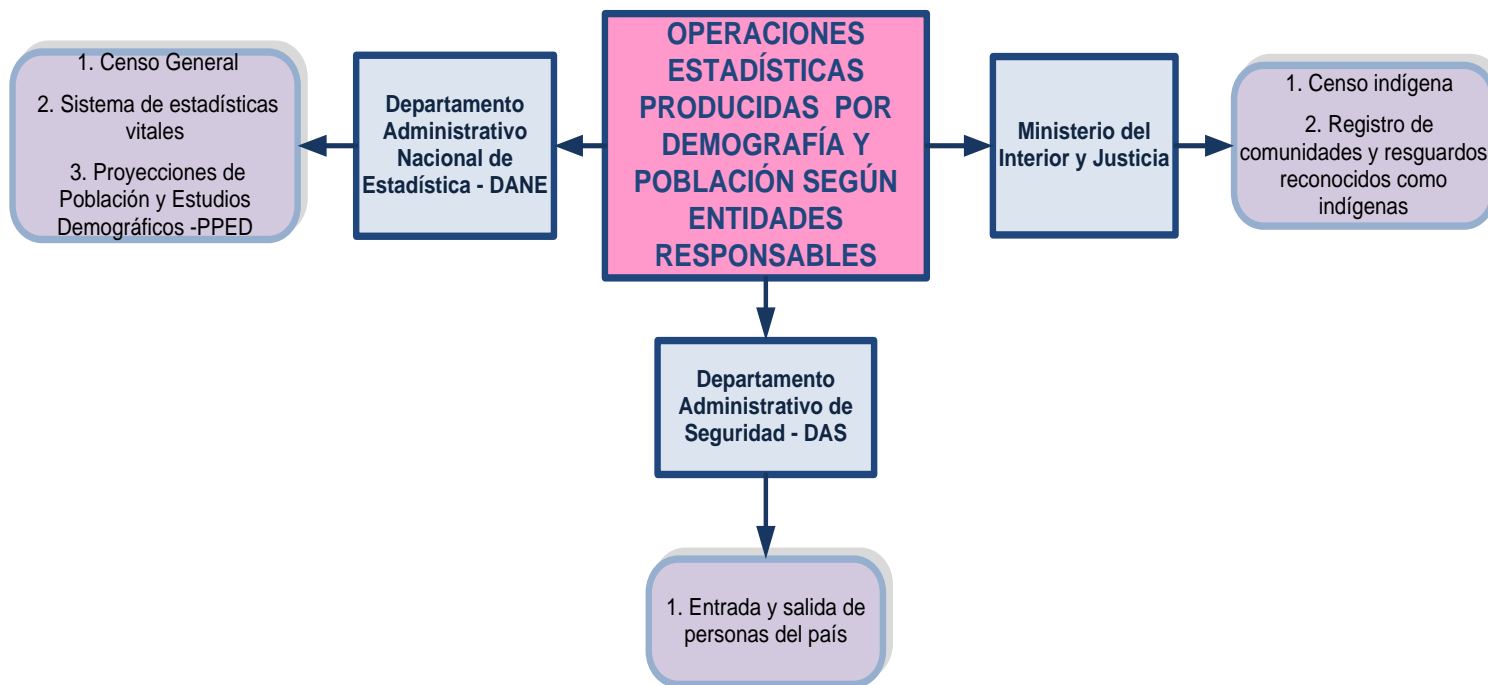 OPERACIONES
ESTADÍSTICAS
PRODUCIDAS POR
DEMOGRAFÍA Y
POBLACIÓN SEGÚN
ENTIDADES
RESPONSABLES
Departamento
Administrativo
Nacional de
Estadística - DANE
1. Censo General
2. Sistema de estadísticas
vitales
3. Proyecciones de
Población y Estudios
Demográficos -PPED
Ministerio del
Interior y Justicia
1. Censo indígena
2. Registro de
comunidades y resguardos
reconocidos como
indígenas
Departamento
Administrativo de
Seguridad - DAS
1. Entrada y salida de
personas del país